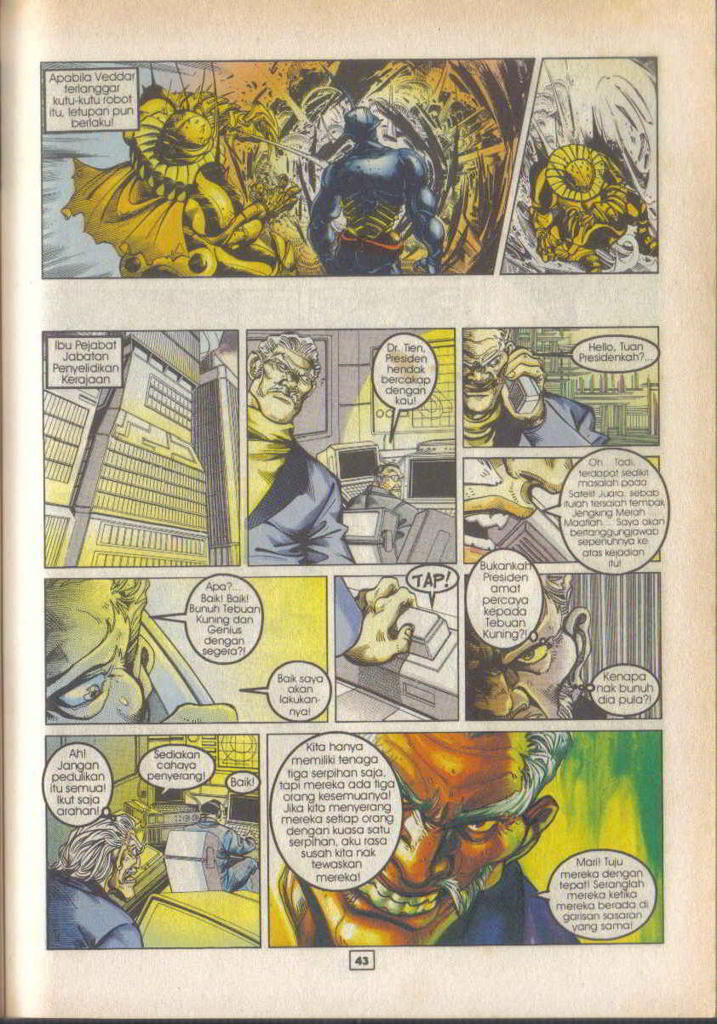 Apabila Veddar
terlanggar
kutu-kutu robot
itu, letupan pun
berlaku!
Ibu Pejabat
Jabatan
Penyelidikan
Kerajaan
Dr. Tien,
Presiden
hendak
bercakap
dengan
kau!
Hello, Tuan
Presidenkah?...
Oh... Tadi,
terdapat sedikit
masalah pada
Satelit Juara, sebab
itulah tersalah tembak
Jengking Merah ....
Maaflah.... Saya akan
bertanggungjawab
sepenuhnya ke
atas kejadian
itu!
Apa?...
Baik! Baik!
Bunuh Tebuan
Kuning dan
Genius
dengan
segera?!
Baik saya
akan
lakukan-
nya!
TAP!
Bukankah
Presiden
amat
percaya
kepada
Tebuan
Kuning?!
Kenapa
nak bunuh
dia pula?!
Ah!
Jangan
pedulikan
itu semua!
Ikut saja
arahan!
Sediakan
cahaya
penyerang!
Baik!
Kita hanya
memiliki tenaga
tiga serpihan saja,
tapi mereka ada tiga
orang kesemuanya!
Jika kita menyerang
mereka setiap orang
dengan kuasa satu
serpihan, aku rasa
susah kita nak
tewaskan
mereka!
Mari! Tuju
mereka dengan
tepat! Seranglah
mereka ketika
mereka berada di
garisan sasaran
yang sama!
43